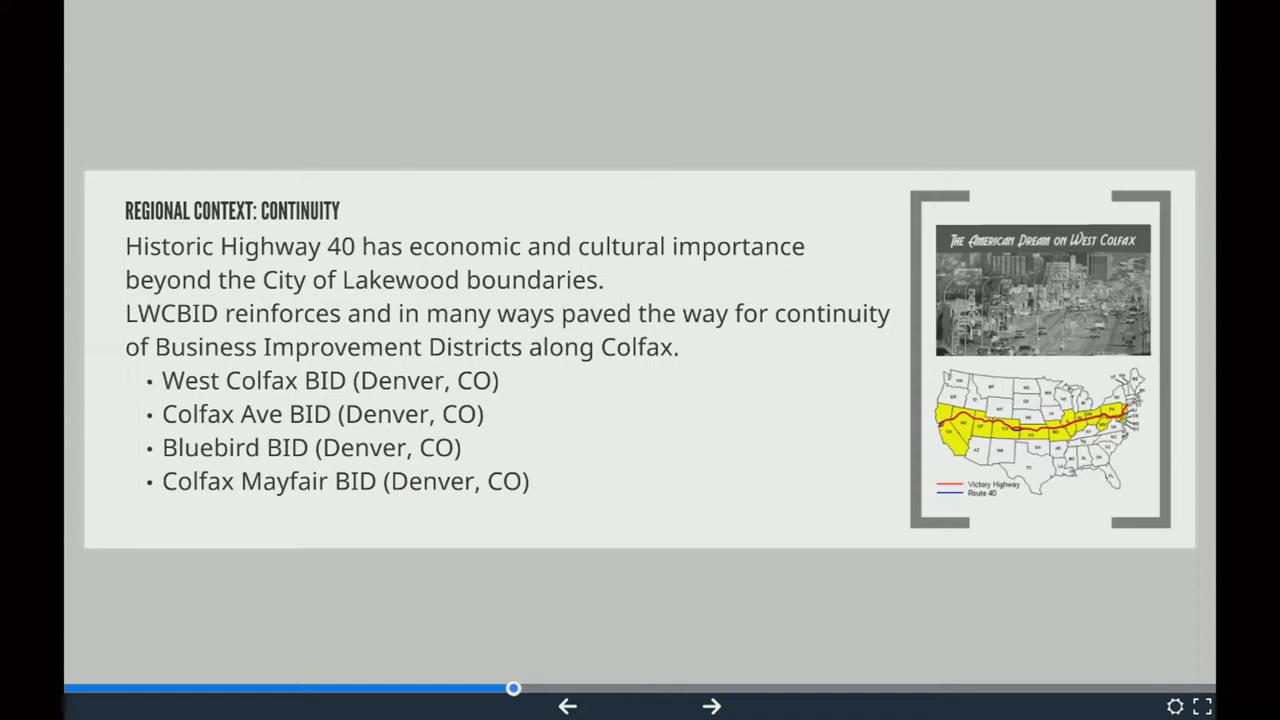 REGIONAL CONTEXT: CONTINUITY
Historic Highway 40 has economic and cultural importance
beyond the City of Lakewood boundaries.
LWCBID reinforces and in many ways paved the way for continuity
of Business Improvement Districts along Colfax.
• West Colfax BID (Denver, CO)
• Colfax Ave BID (Denver, CO)
• Bluebird BID (Denver, CO)
• Colfax Mayfair BID (Denver, CO)
THE AMERICAN DREAM ON WEST COLFAX
Victory Highway
Route 40